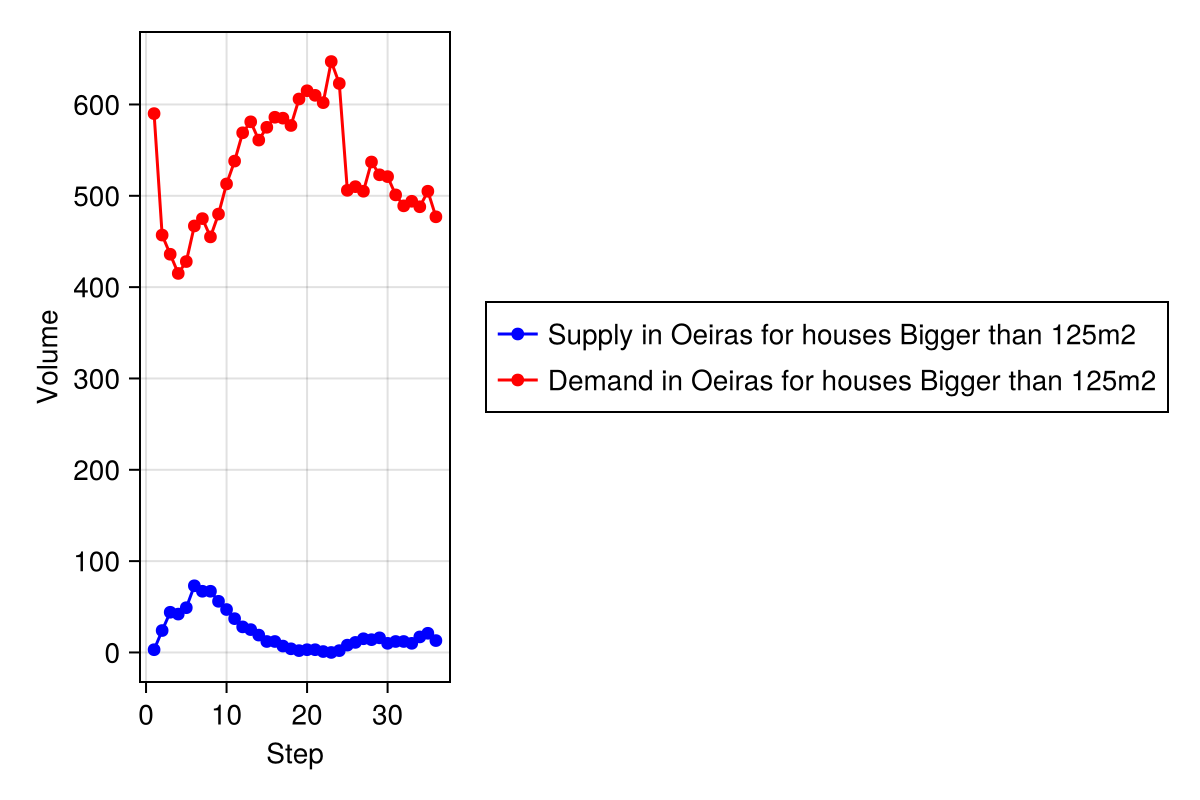 600
500
400
300
200
100
0
Volume
0 10 20 30
Step
Supply in Oeiras for houses Bigger than 125m2
Demand in Oeiras for houses Bigger than 125m2